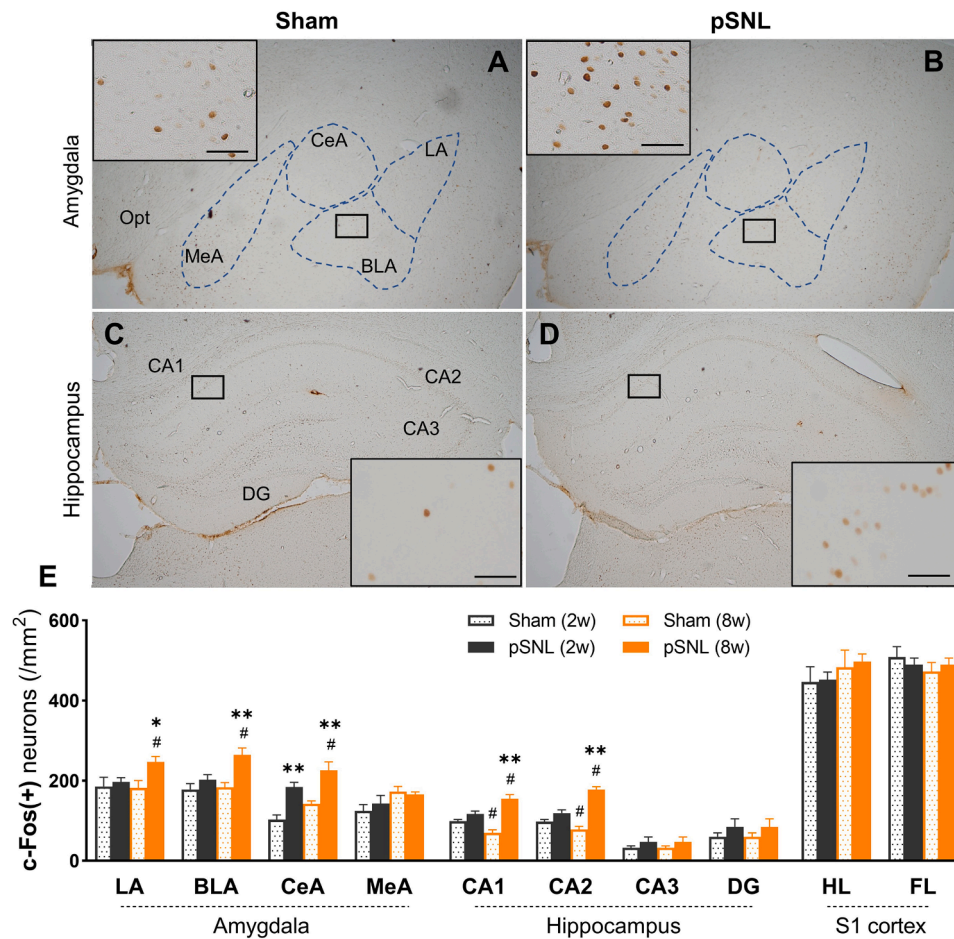 Sham
pSNL
Amygdala
A
CeA
LA
Opt
MeA
BLA
B
Hippocampus
C
CA1
CA2
CA3
DG
D
E
c-Fos(+) neurons (/mm²)
600
400
200
0
Sham (2w)
Sham (8w)
pSNL (2w)
pSNL (8w)
*
#
**
#
**
**
#
#
**
#
#
**
#
LA
BLA
CeA
MeA
CA1
CA2
CA3
DG
HL
FL
Amygdala
Hippocampus
S1 cortex